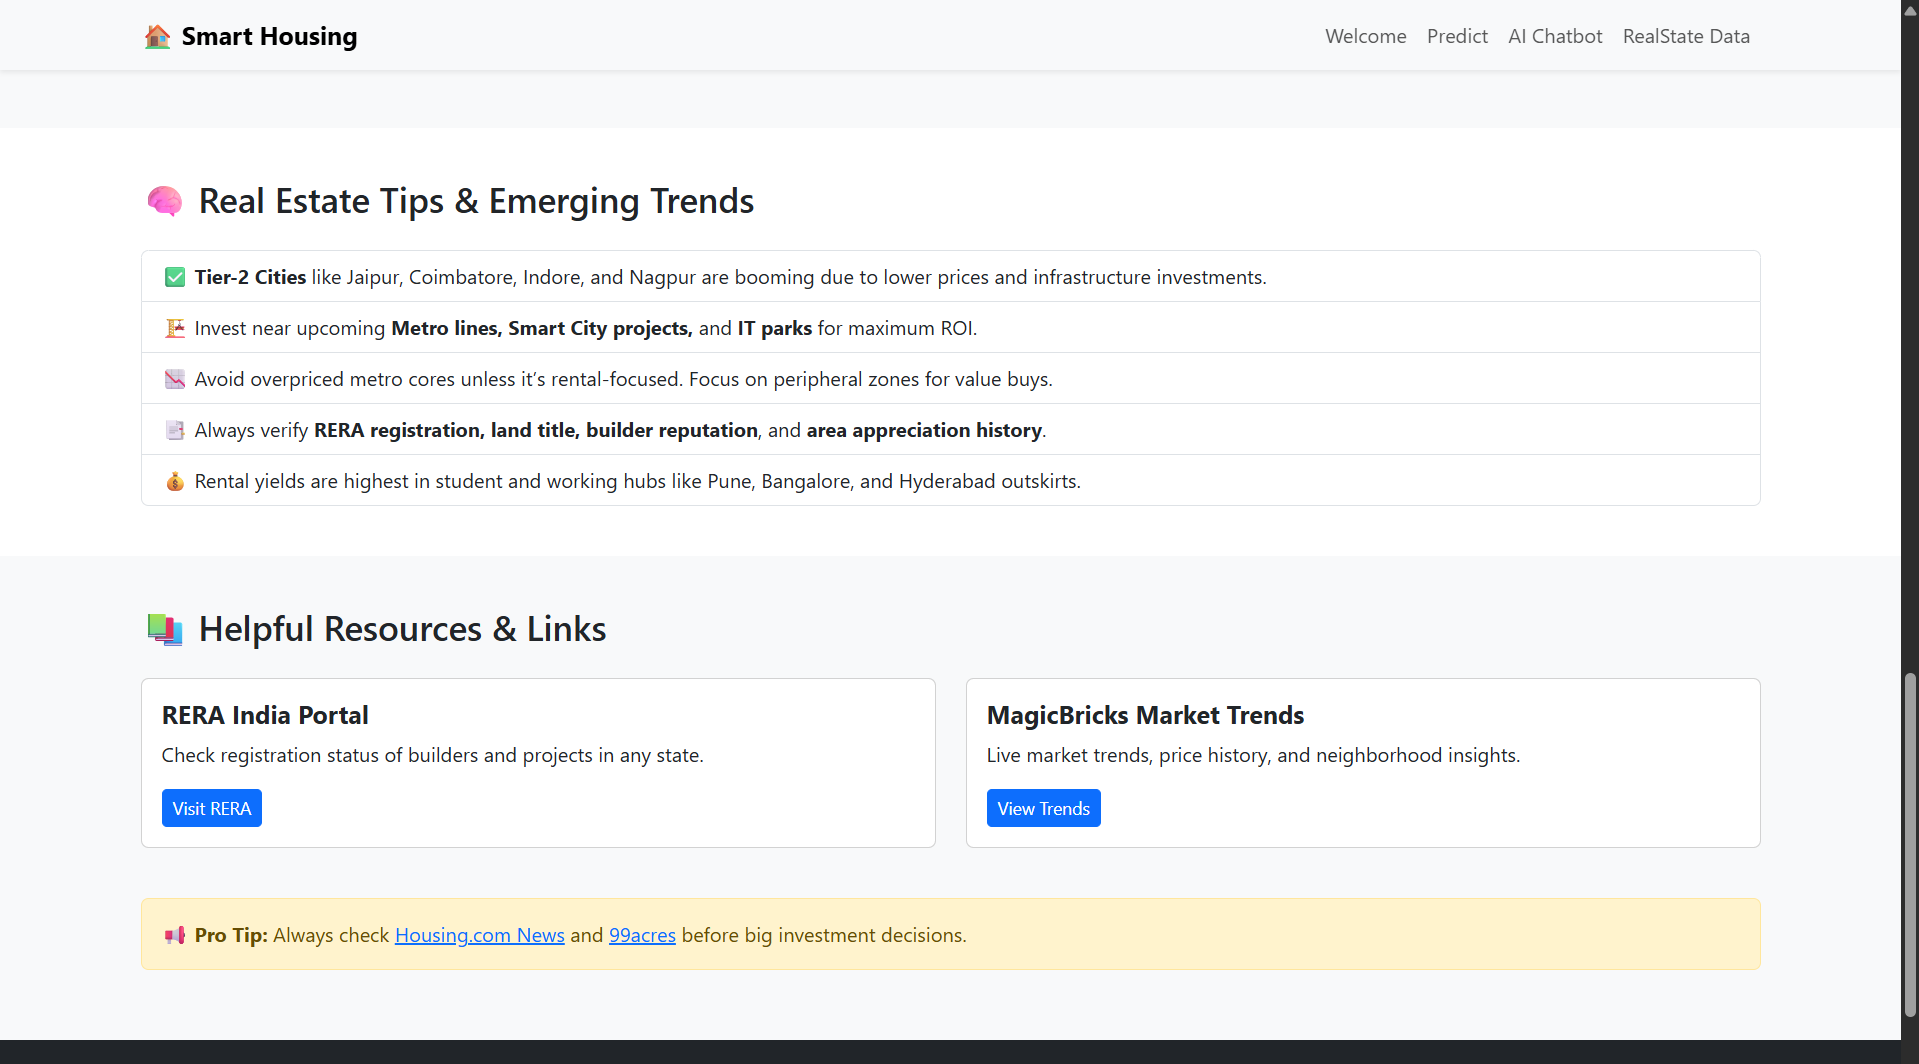 Smart Housing
Welcome Predict AI Chatbot RealState Data
Real Estate Tips & Emerging Trends
Tier-2 Cities like Jaipur, Coimbatore, Indore, and Nagpur are booming due to lower prices and infrastructure investments.
Invest near upcoming Metro lines, Smart City projects, and IT parks for maximum ROI.
Avoid overpriced metro cores unless it’s rental-focused. Focus on peripheral zones for value buys.
Always verify RERA registration, land title, builder reputation, and area appreciation history.
Rental yields are highest in student and working hubs like Pune, Bangalore, and Hyderabad outskirts.
Helpful Resources & Links
RERA India Portal
Check registration status of builders and projects in any state.
Visit RERA
MagicBricks Market Trends
Live market trends, price history, and neighborhood insights.
View Trends
Pro Tip: Always check Housing.com News and 99acres before big investment decisions.